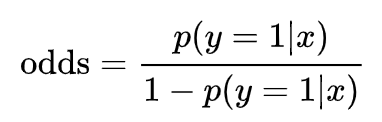 odds = p(y = 1|x) / 1 − p(y = 1|x)